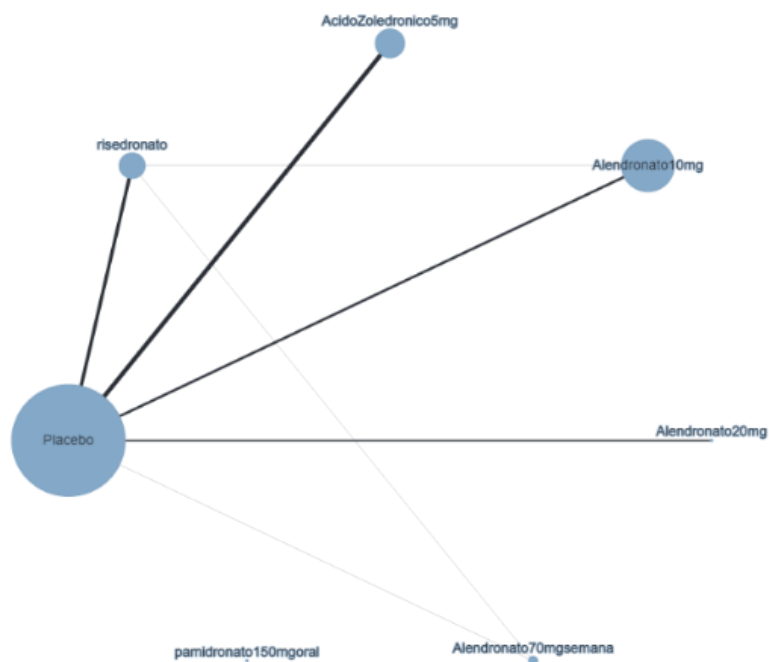 AcidoZoledronico5mg
risedronato
Alendronato10mg
Placebo
Alendronato20mg
pamidronato150mgoral
Alendronato70mgsemana